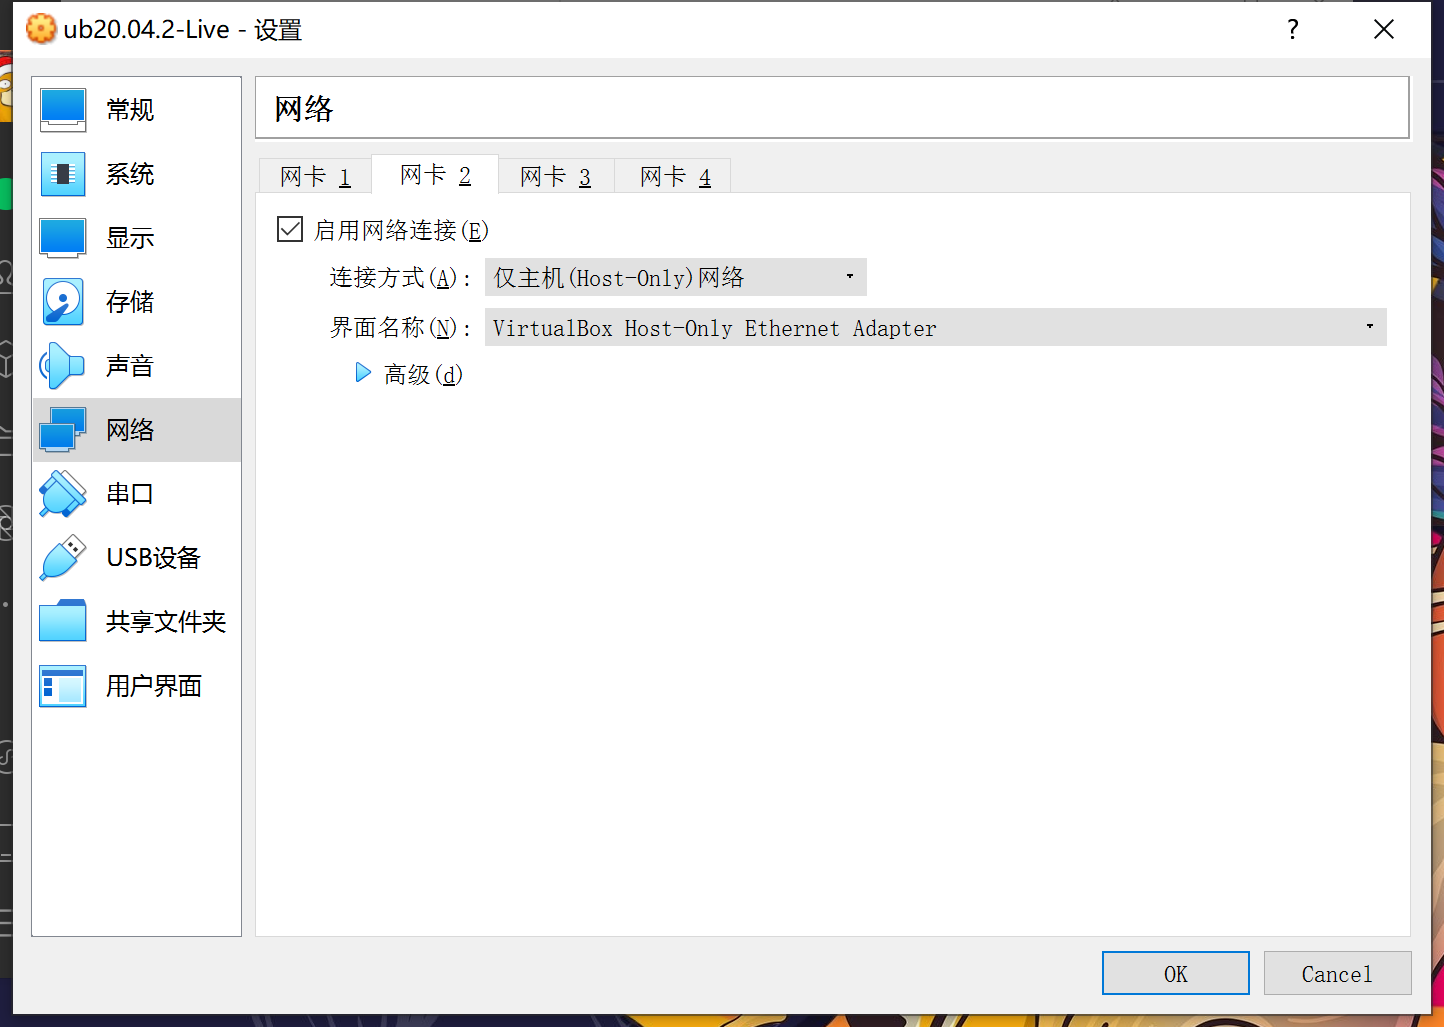 ub20.04.2-Live - 设置
?
常规
系统
显示
存储
声音
网络
串口
USB设备
共享文件夹
用户界面
网络
网卡 1
网卡 2
网卡 3
网卡 4
启用网络连接(E)
连接方式(A): 仅主机(Host-Only)网络
界面名称(N): VirtualBox Host-Only Ethernet Adapter
高级(d)
OK
Cancel